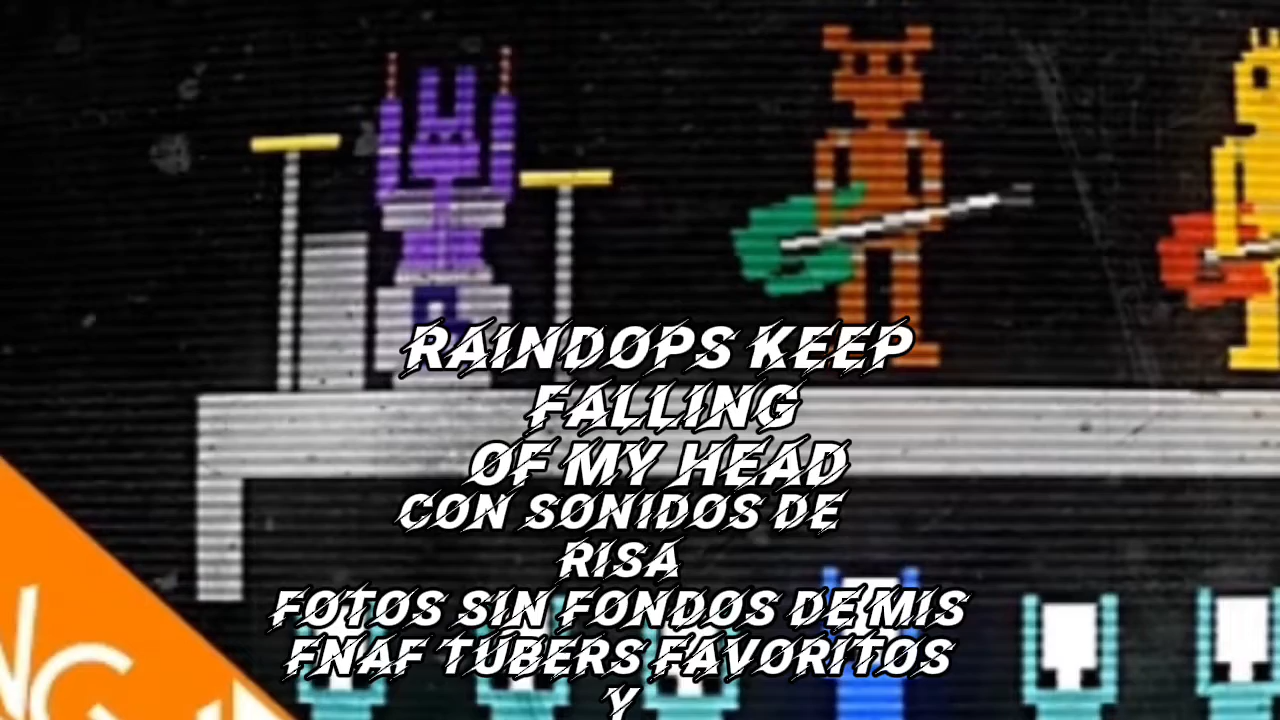 RAINDOPS KEEP
FALLING
OF MY HEAD
CON SONIDOS DE
RISA
FOTOS SIN FONDOS DE MIS
FNAF TUBERS FAVORITOS
Y